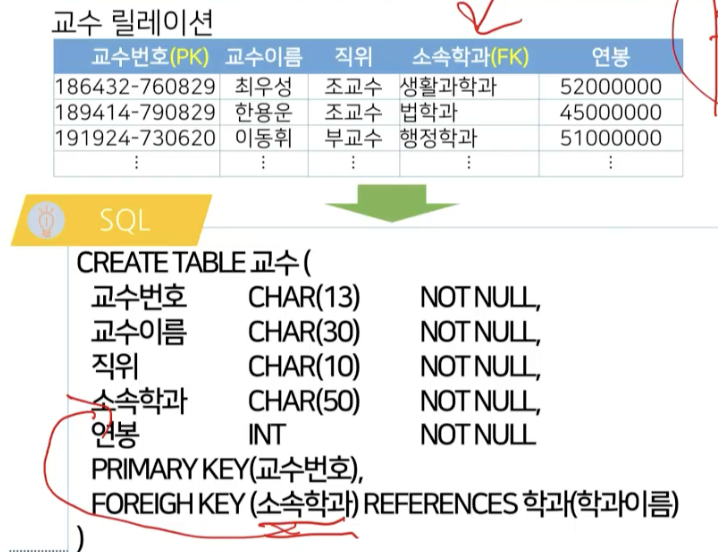 교수 릴레이션
교수번호(PK) 교수이름 직위 소속학과(FK) 연봉
186432-760829 최우성 조교수 생활과학과 52000000
189414-790829 한용운 조교수 법학과 45000000
191924-730620 이동휘 부교수 행정학과 51000000
⋮ ⋮ ⋮ ⋮ ⋮
SQL
CREATE TABLE 교수 (
교수번호 CHAR(13) NOT NULL,
교수이름 CHAR(30) NOT NULL,
직위 CHAR(10) NOT NULL,
소속학과 CHAR(50) NOT NULL,
연봉 INT NOT NULL
PRIMARY KEY(교수번호),
FOREIGH KEY (소속학과) REFERENCES 학과(학과이름)
)